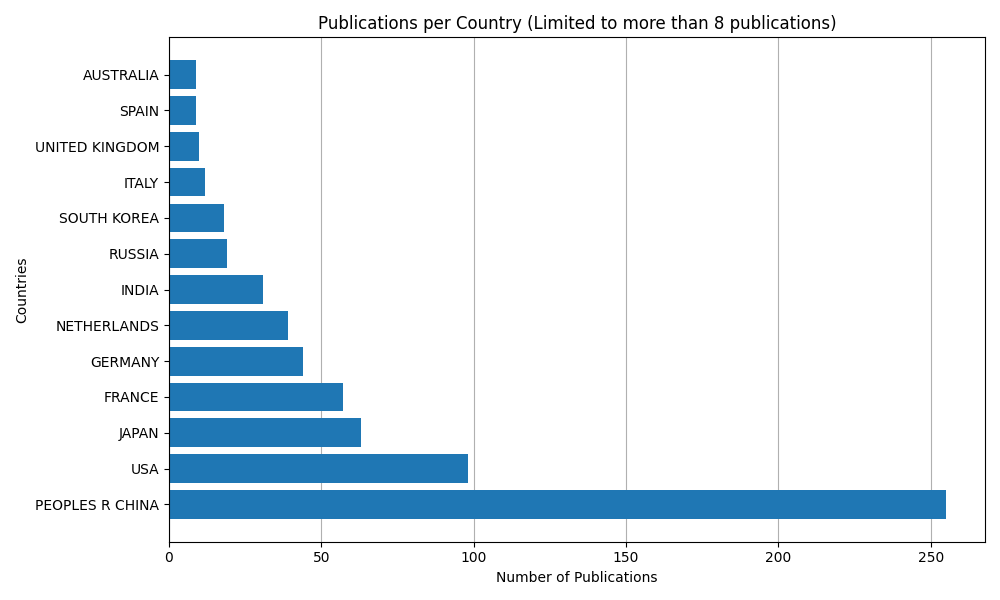 Publications per Country (Limited to more than 8 publications)
AUSTRALIA
SPAIN
UNITED KINGDOM
ITALY
SOUTH KOREA
RUSSIA
INDIA
NETHERLANDS
GERMANY
FRANCE
JAPAN
USA
PEOPLES R CHINA
Countries
0 50 100 150 200 250
Number of Publications